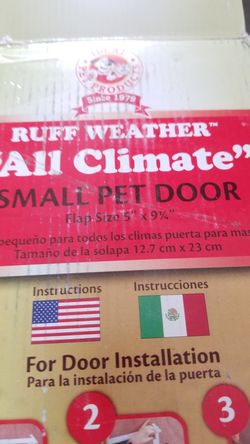 IDEAL
PET PRODUCTS
Since 1979
RUFF WEATHER™
"All Climate"
SMALL PET DOOR
Flap Size 5" x 9¼"
pequeño para todos los climas puerta para mas
Tamaño de la solapa 12.7 cm x 23 cm
Instructions Instrucciones
For Door Installation
Para la instalación de la puerta
2 3